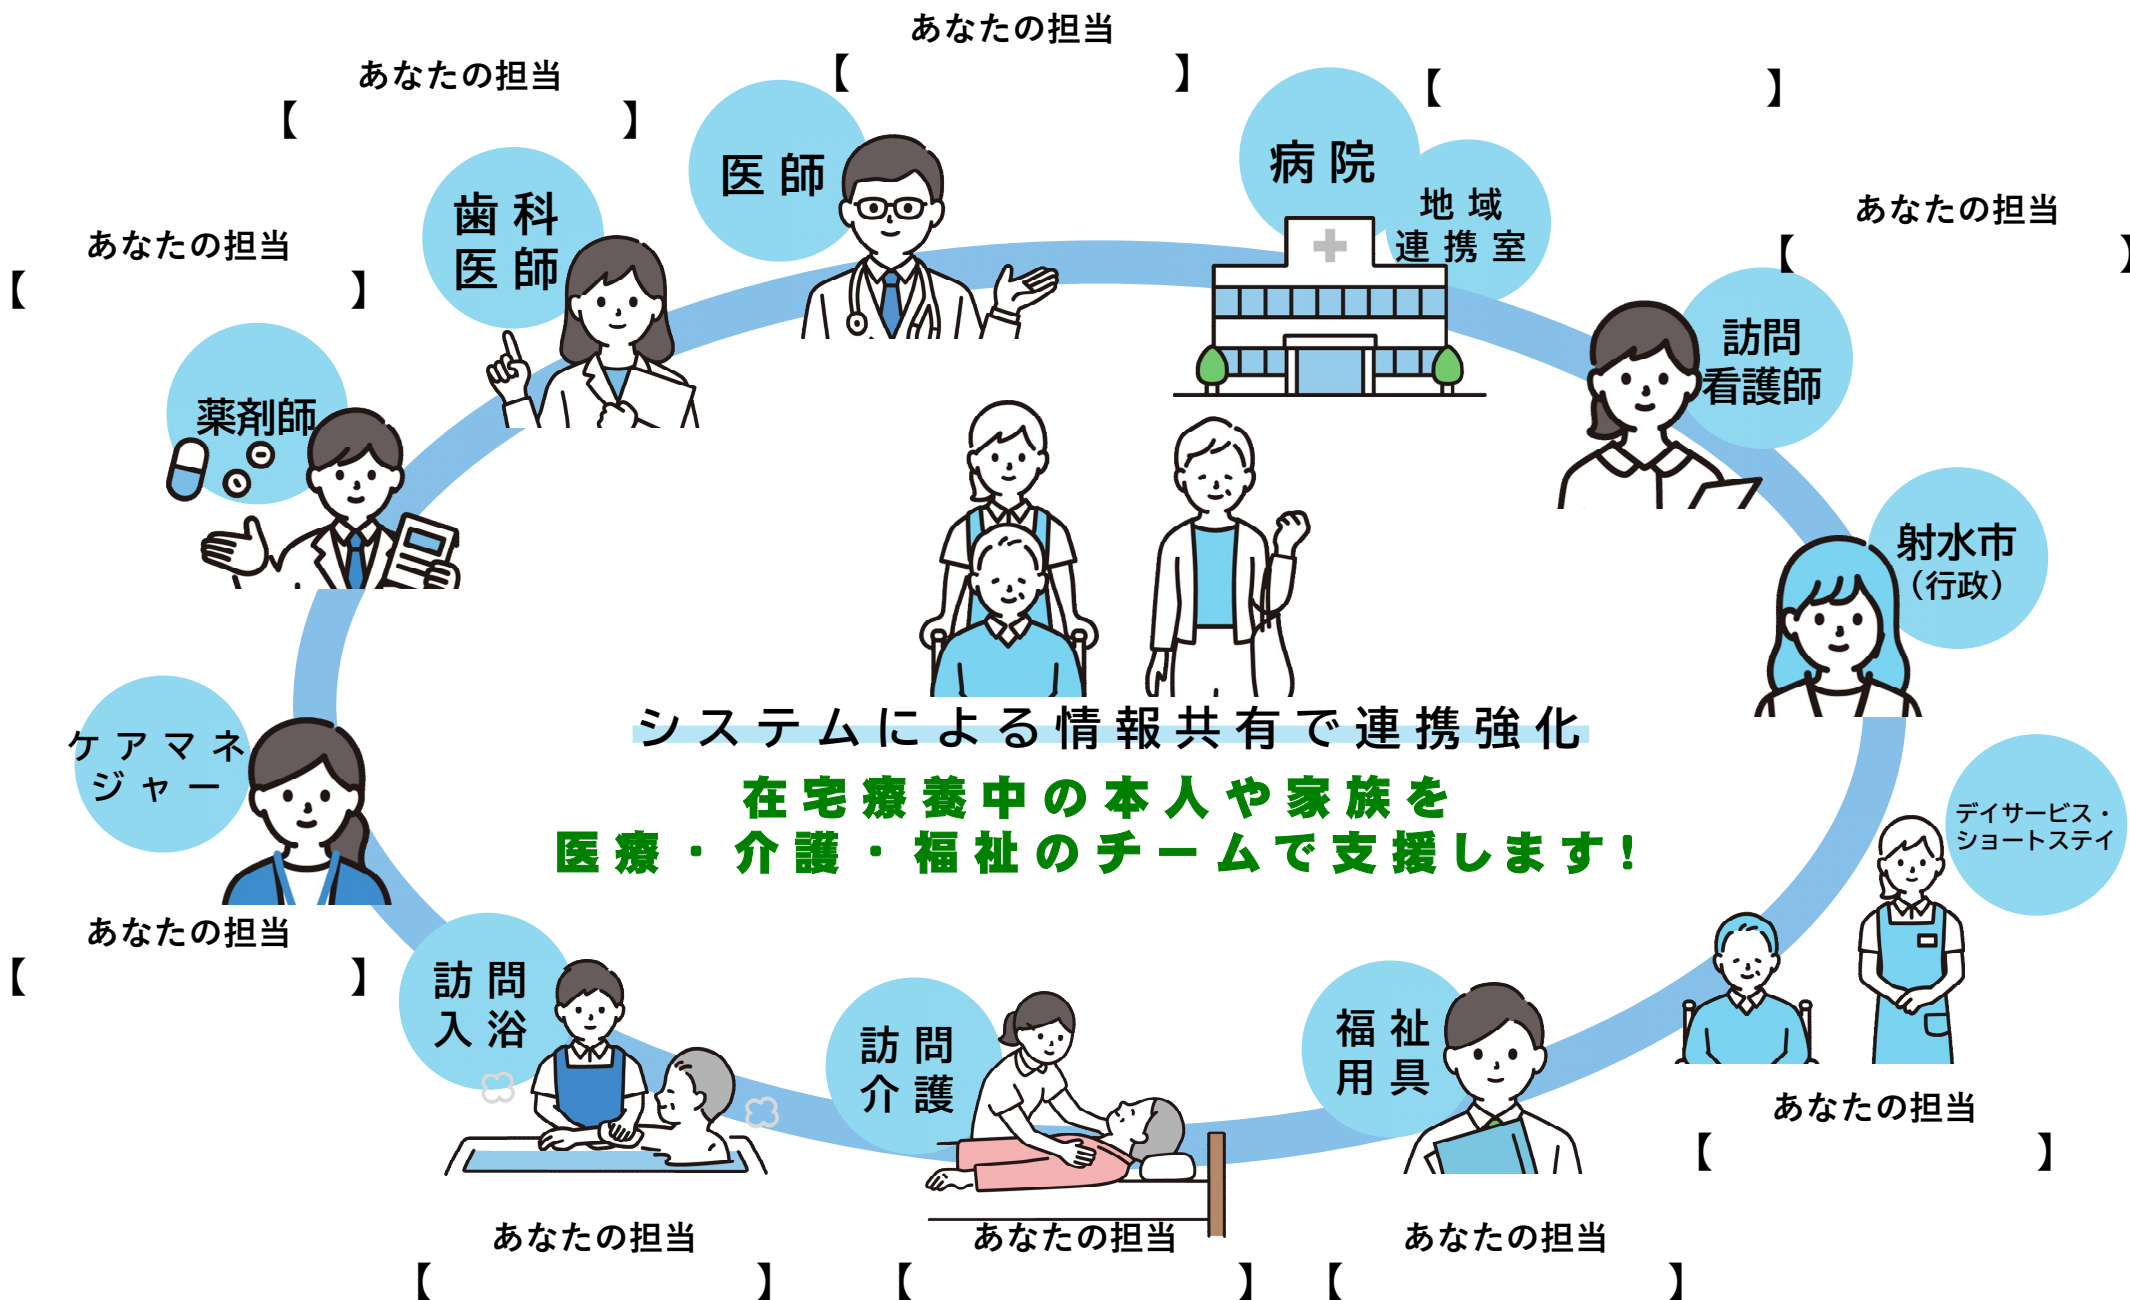 あなたの担当
【　　　　】
あなたの担当
【　　　　】
【　　　　】
あなたの担当
【　　　　】
あなたの担当
【　　　　】
医師
病院
地域
連携室
歯科
医師
訪問
看護師
薬剤師
射水市
（行政）
ケアマネ
ジャー
システムによる情報共有で連携強化
在宅療養中の本人や家族を
医療・介護・福祉のチームで支援します!
デイサービス・
ショートステイ
あなたの担当
【　　　　】
訪問
入浴
訪問
介護
福祉
用具
あなたの担当
【　　　　】
あなたの担当
【　　　　】
あなたの担当
【　　　　】
あなたの担当
【　　　　】